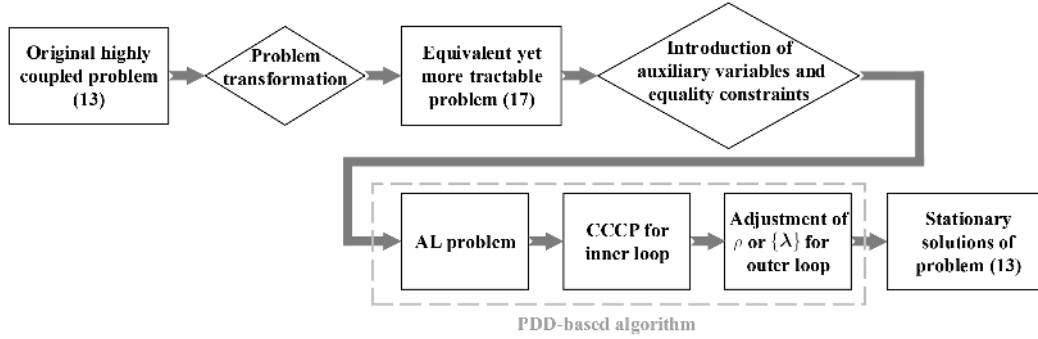 Original highly
coupled problem
(13)
Problem
transformation
Equivalent yet
more tractable
problem (17)
Introduction of
auxiliary variables and
equality constraints
AL problem
CCCP for
inner loop
Adjustment of
ρ or {λ} for
outer loop
Stationary
solutions of
problem (13)
PDD-based algorithm